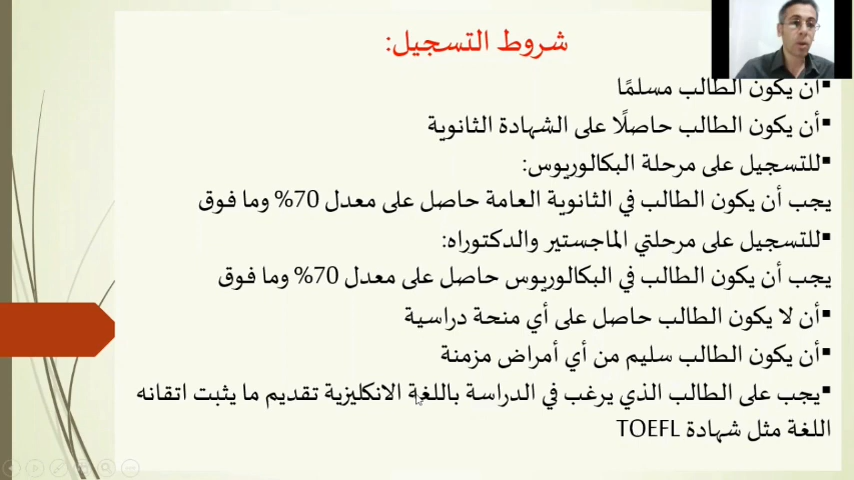 شروط التسجيل:
▪أن يكون الطالب مسلمًا
▪أن يكون الطالب حاصلًا على الشهادة الثانوية
▪للتسجيل على مرحلة البكالوريوس:
يجب أن يكون الطالب في الثانوية العامة حاصل على معدل 70% وما فوق
▪للتسجيل على مرحلتي الماجستير والدكتوراه:
يجب أن يكون الطالب في البكالوريوس حاصل على معدل 70% وما فوق
▪أن لا يكون الطالب حاصل على أي منحة دراسية
▪أن يكون الطالب سليم من أي أمراض مزمنة
▪يجب على الطالب الذي يرغب في الدراسة باللغة الانكليزية تقديم ما يثبت اتقانه
اللغة مثل شهادة TOEFL